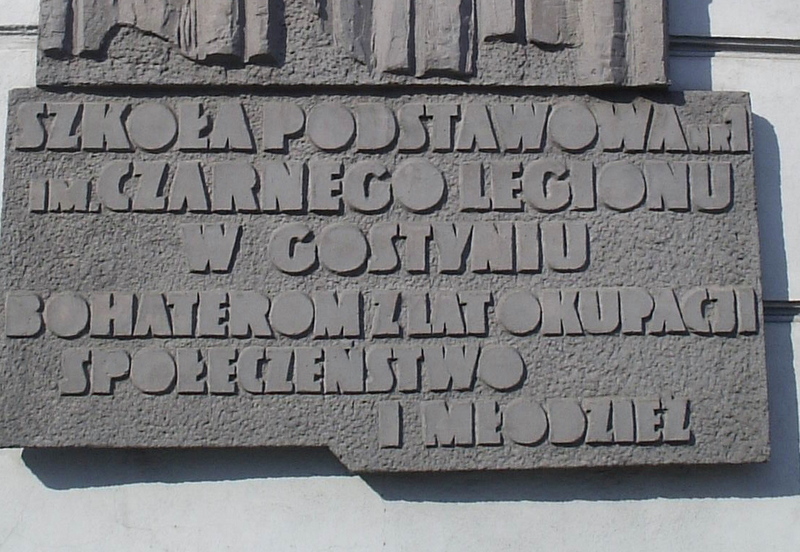 SZKOŁA PODSTAWOWA NR 1
IM. CZARNEGO LEGIONU
W GOSTYNIU
BOHATEROM Z LAT OKUPACJI
SPOŁECZEŃSTWO
I MŁODZIEŻ